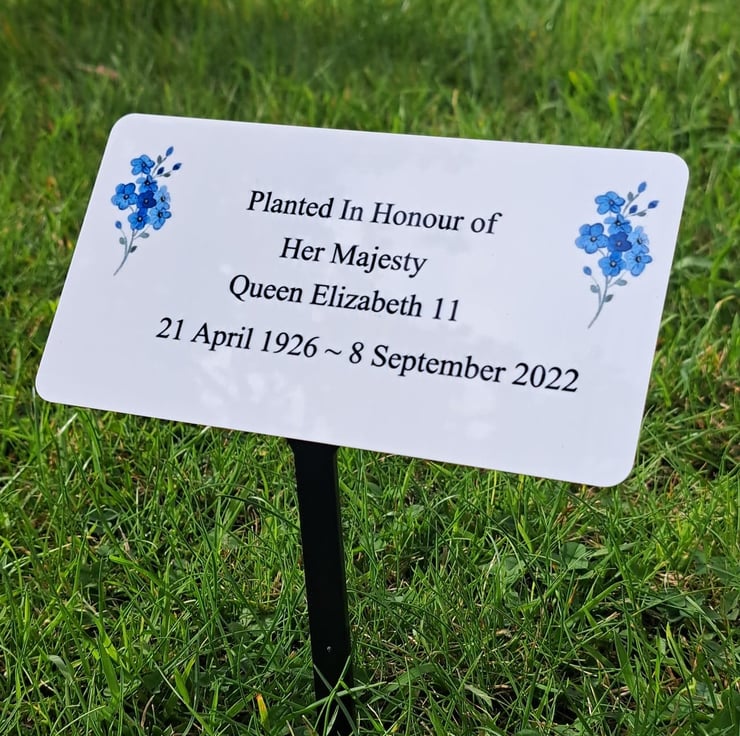 Planted In Honour of
Her Majesty
Queen Elizabeth 11
21 April 1926 ~ 8 September 2022